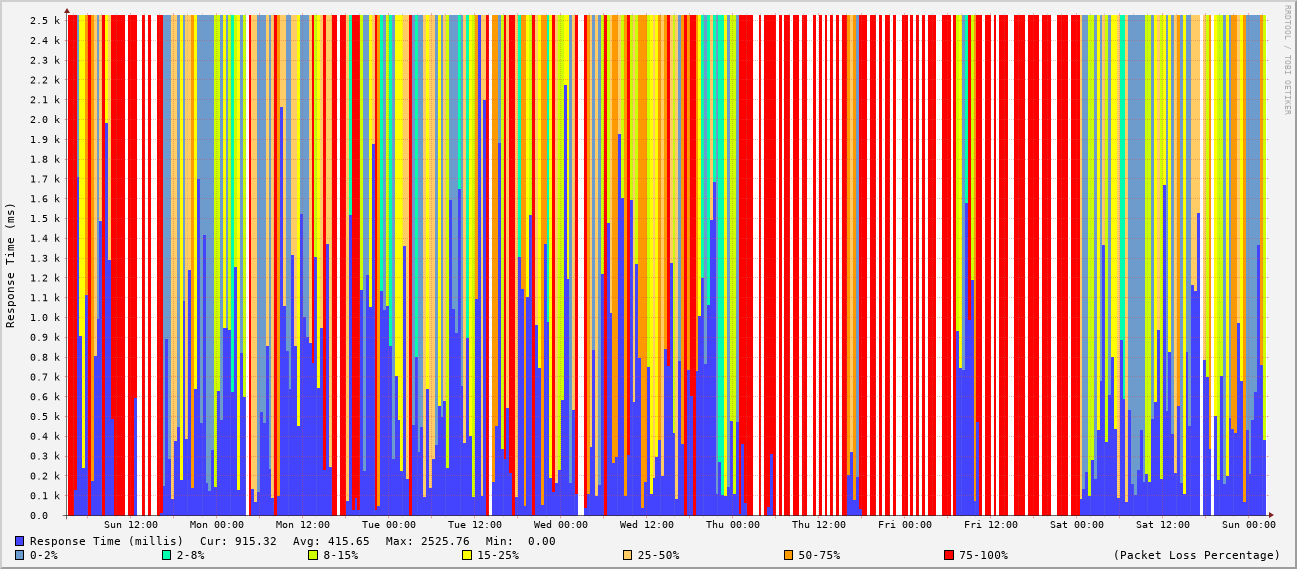 RRDTOOL / TOBI OETIKER
Response Time (ms)
2.5 k
2.4 k
2.3 k
2.2 k
2.1 k
2.0 k
1.9 k
1.8 k
1.7 k
1.6 k
1.5 k
1.4 k
1.3 k
1.2 k
1.1 k
1.0 k
0.9 k
0.8 k
0.7 k
0.6 k
0.5 k
0.4 k
0.3 k
0.2 k
0.1 k
0.0
Sun 12:00 Mon 00:00 Mon 12:00 Tue 00:00 Tue 12:00 Wed 00:00 Wed 12:00 Thu 00:00 Thu 12:00 Fri 00:00 Fri 12:00 Sat 00:00 Sat 12:00 Sun 00:00
Response Time (millis) Cur: 915.32 Avg: 415.65 Max: 2525.76 Min: 0.00
0-2% 2-8% 8-15% 15-25% 25-50% 50-75% 75-100% (Packet Loss Percentage)